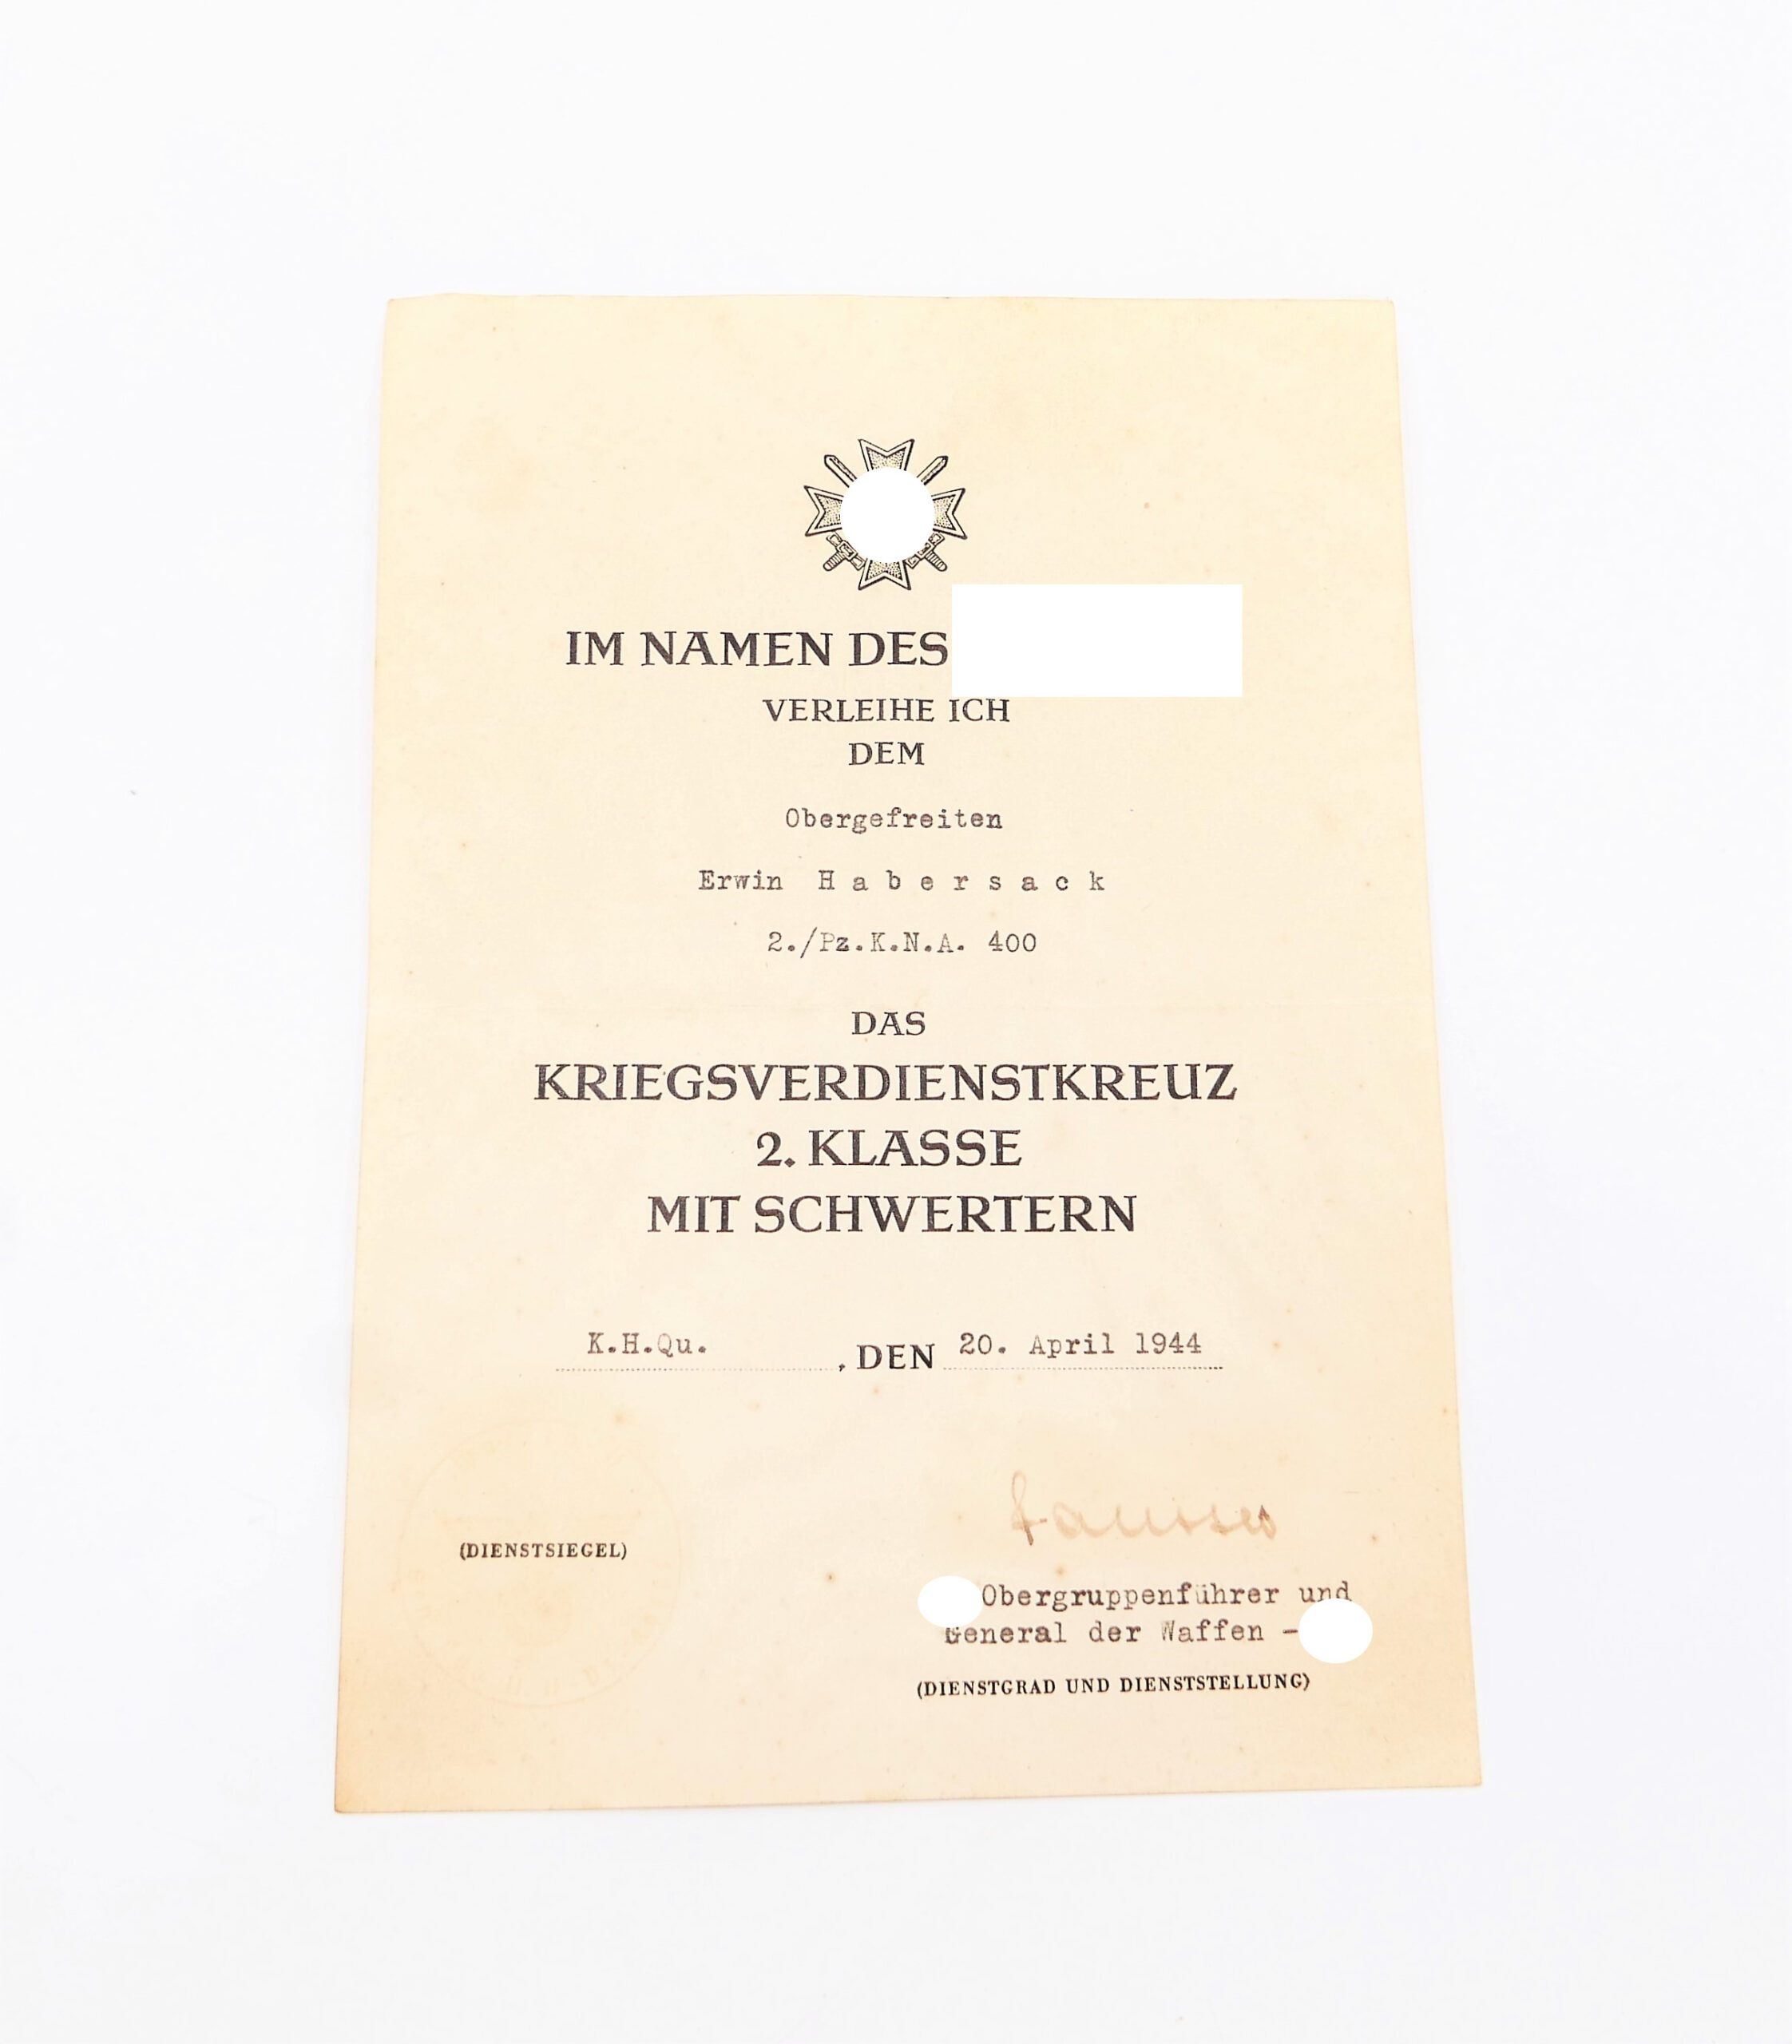 IM NAMEN DES
VERLEIHE ICH
DEM
Obergefreiten
Erwin H a b e r s a c k
2./Pz.K.N.A. 400
DAS
KRIEGSVERDIENSTKREUZ
2. KLASSE
MIT SCHWERTERN
K.H.Qu. , DEN 20. April 1944
(DIENSTSIEGEL)
Obergruppenführer und
General der Waffen -
(DIENSTGRAD UND DIENSTSTELLUNG)